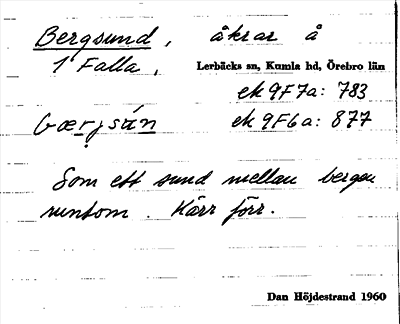 Bergsund, åkrar å
1 Falla, Lerbäcks sn, Kumla hd, Örebro län
ek 9F7a: 783
ek 9F6a: 877
Som ett sund mellan bergen
runtom. Kärr förr.
Dan Höjdestrand 1960